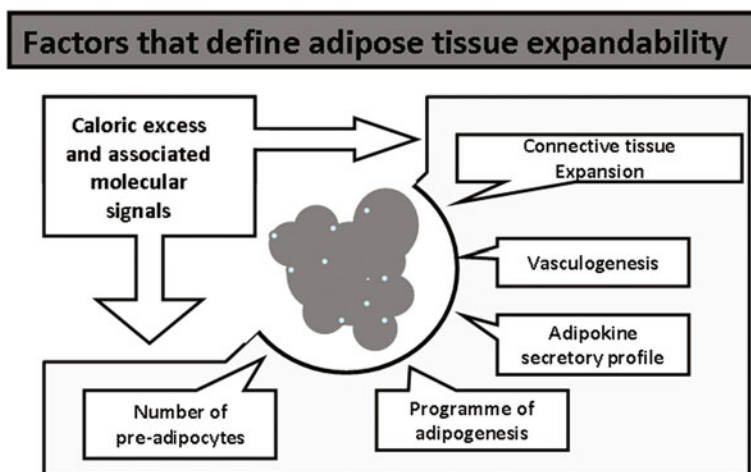 Factors that define adipose tissue expandability
Caloric excess
and associated
molecular
signals
Connective tissue
Expansion
Vasculogenesis
Adipokine
secretory profile
Number of
pre-adipocytes
Programme of
adipogenesis